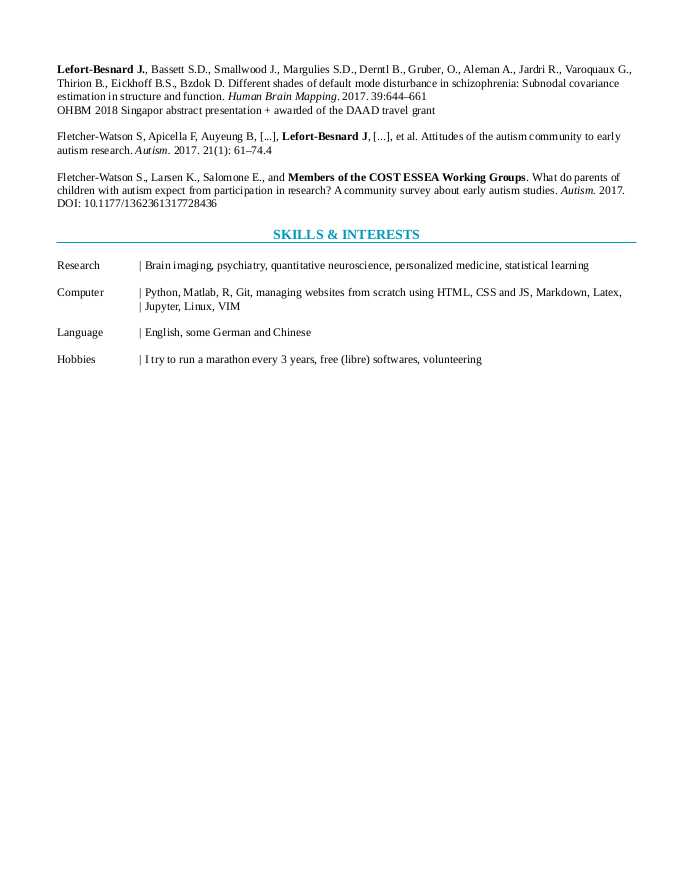 Lefort-Besnard J., Bassett S.D., Smallwood J., Margulies S.D., Derntl B., Gruber, O., Aleman A., Jardri R., Varoquaux G.,
Thirion B., Eickhoff B.S., Bzdok D. Different shades of default mode disturbance in schizophrenia: Subnodal covariance
estimation in structure and function. Human Brain Mapping. 2017. 39:644–661
OHBM 2018 Singapor abstract presentation + awarded of the DAAD travel grant
Fletcher-Watson S, Apicella F, Auyeung B, [...], Lefort-Besnard J, [...], et al. Attitudes of the autism community to early
autism research. Autism. 2017. 21(1): 61–74.4
Fletcher-Watson S., Larsen K., Salomone E., and Members of the COST ESSEA Working Groups. What do parents of
children with autism expect from participation in research? A community survey about early autism studies. Autism. 2017.
DOI: 10.1177/1362361317728436
SKILLS & INTERESTS
Research | Brain imaging, psychiatry, quantitative neuroscience, personalized medicine, statistical learning
Computer | Python, Matlab, R, Git, managing websites from scratch using HTML, CSS and JS, Markdown, Latex,
| Jupyter, Linux, VIM
Language | English, some German and Chinese
Hobbies | I try to run a marathon every 3 years, free (libre) softwares, volunteering